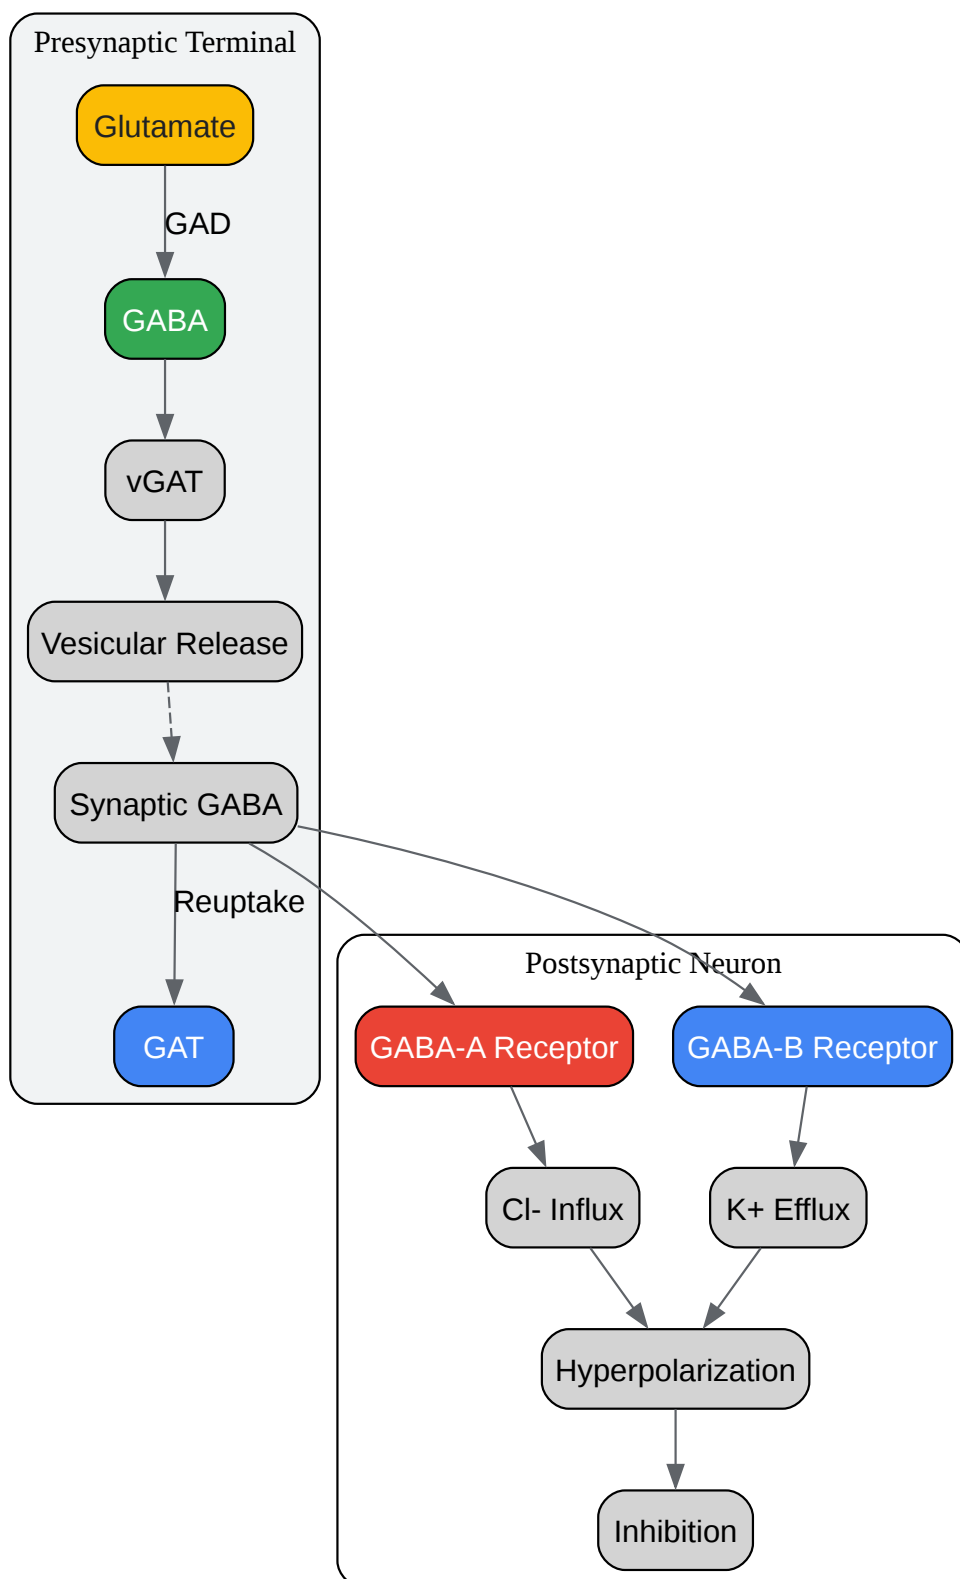 Presynaptic Terminal
Glutamate
GAD
GABA
vGAT
Vesicular Release
Synaptic GABA
Reuptake
GAT
Postsynaptic Neuron
GABA-A Receptor
GABA-B Receptor
Cl- Influx
K+ Efflux
Hyperpolarization
Inhibition